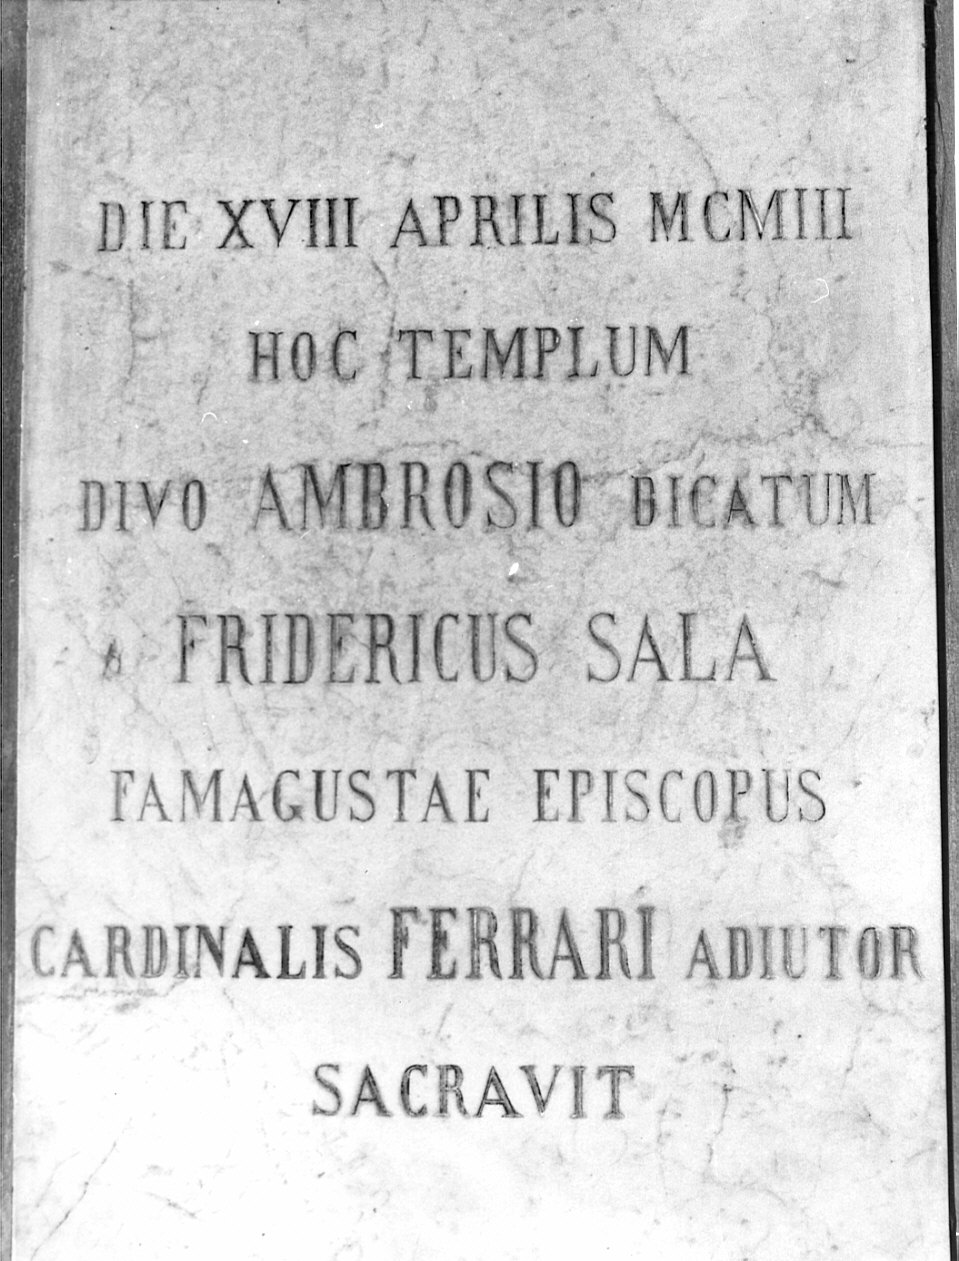 DIE XVIII APRILIS MCMIII
HOC TEMPLUM
DIVO AMBROSIO DICATUM
FRIDERICUS SALA
FAMAGUSTAE EPISCOPUS
CARDINALIS FERRARI ADIUTOR
SACRAVIT